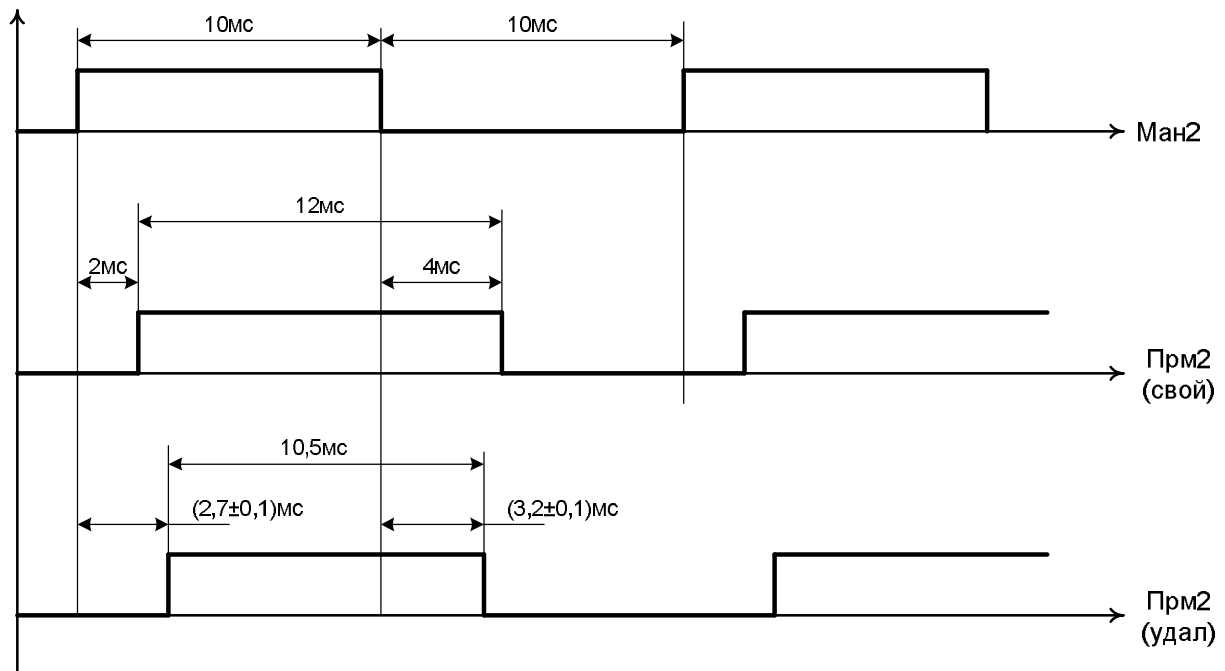 10мс
10мс
Ман2
12мс
2мс
4мс
Прм2
(свой)
10,5мс
(2,7±0,1)мс
(3,2±0,1)мс
Прм2
(удал)